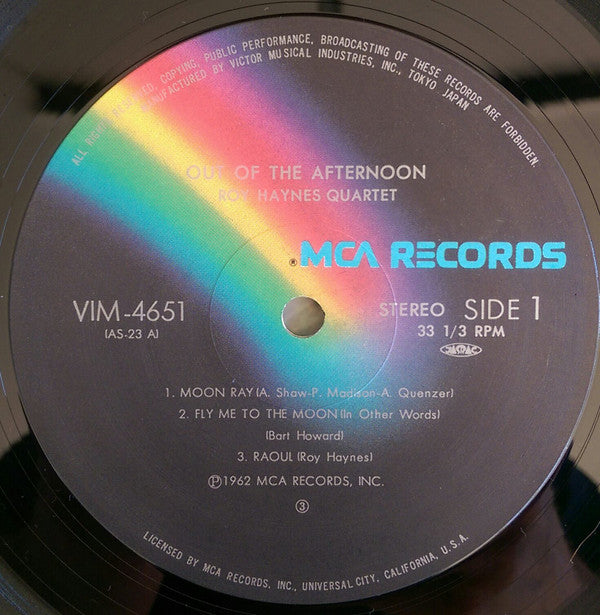 ALL RIGHTS RESERVED. COPYING, PUBLIC PERFORMANCE, BROADCASTING OF THESE RECORDS ARE FORBIDDEN.
MANUFACTURED BY VICTOR MUSICAL INDUSTRIES, INC., TOKYO JAPAN
OUT OF THE AFTERNOON
ROY HAYNES QUARTET
®MCA RECORDS
VIM-4651
(AS-23 A)
STEREO SIDE 1
33 1/3 RPM
JASRAC
1. MOON RAY(A. Shaw-P. Madison-A. Quenzer)
2. FLY ME TO THE MOON(In Other Words)
(Bart Howard)
3. RAOUL(Roy Haynes)
Ⓟ1962 MCA RECORDS, INC.
③
LICENSED BY MCA RECORDS, INC., UNIVERSAL CITY, CALIFORNIA, U.S.A.